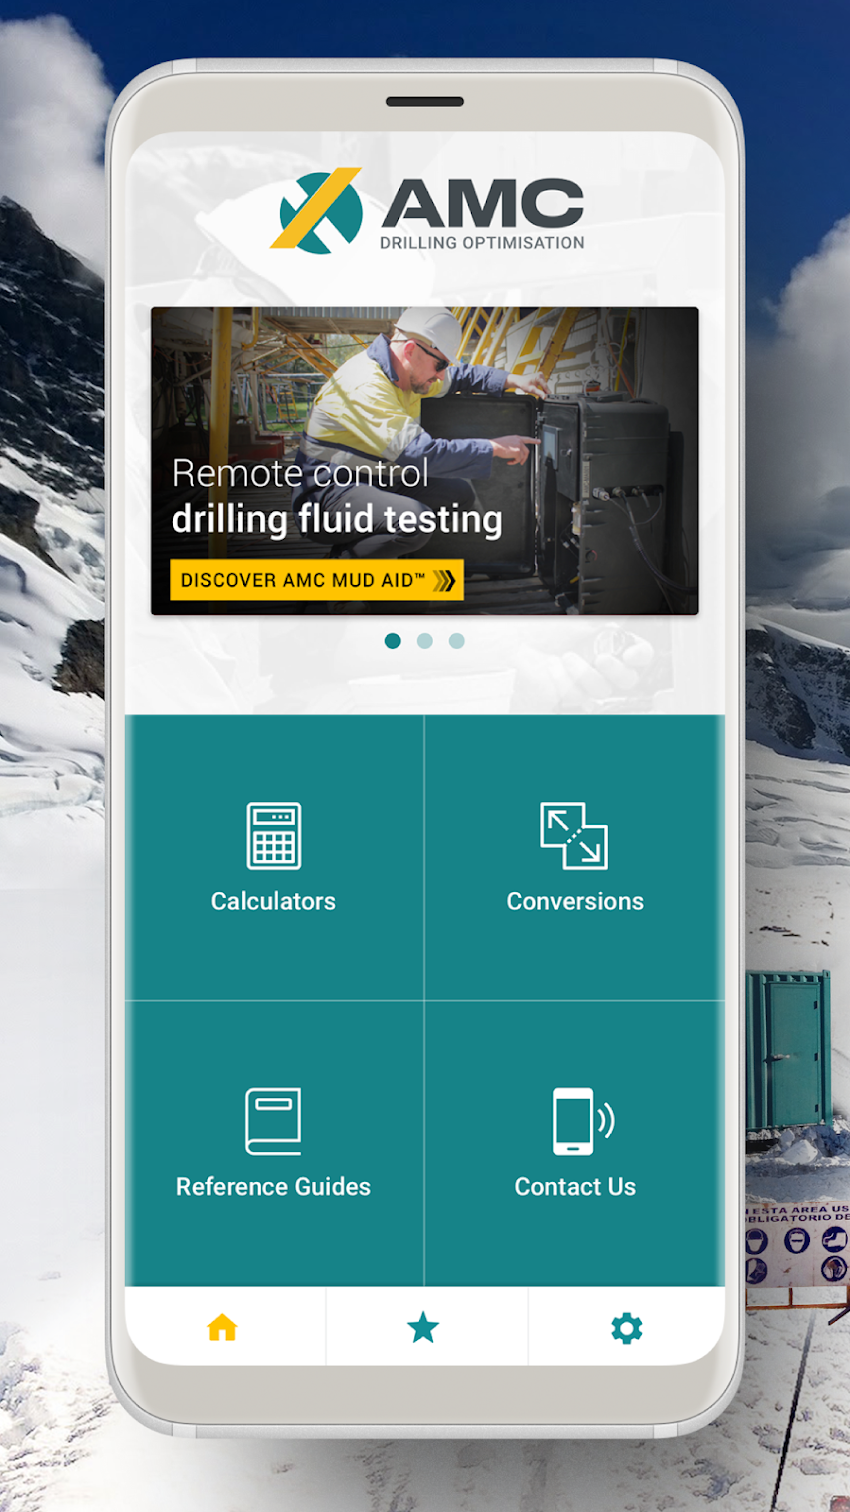 AMC
DRILLING OPTIMISATION
Remote control
drilling fluid testing
DISCOVER AMC MUD AID™
Calculators
Conversions
Reference Guides
Contact Us
ESTA AREA US
OBLIGATORIO DE